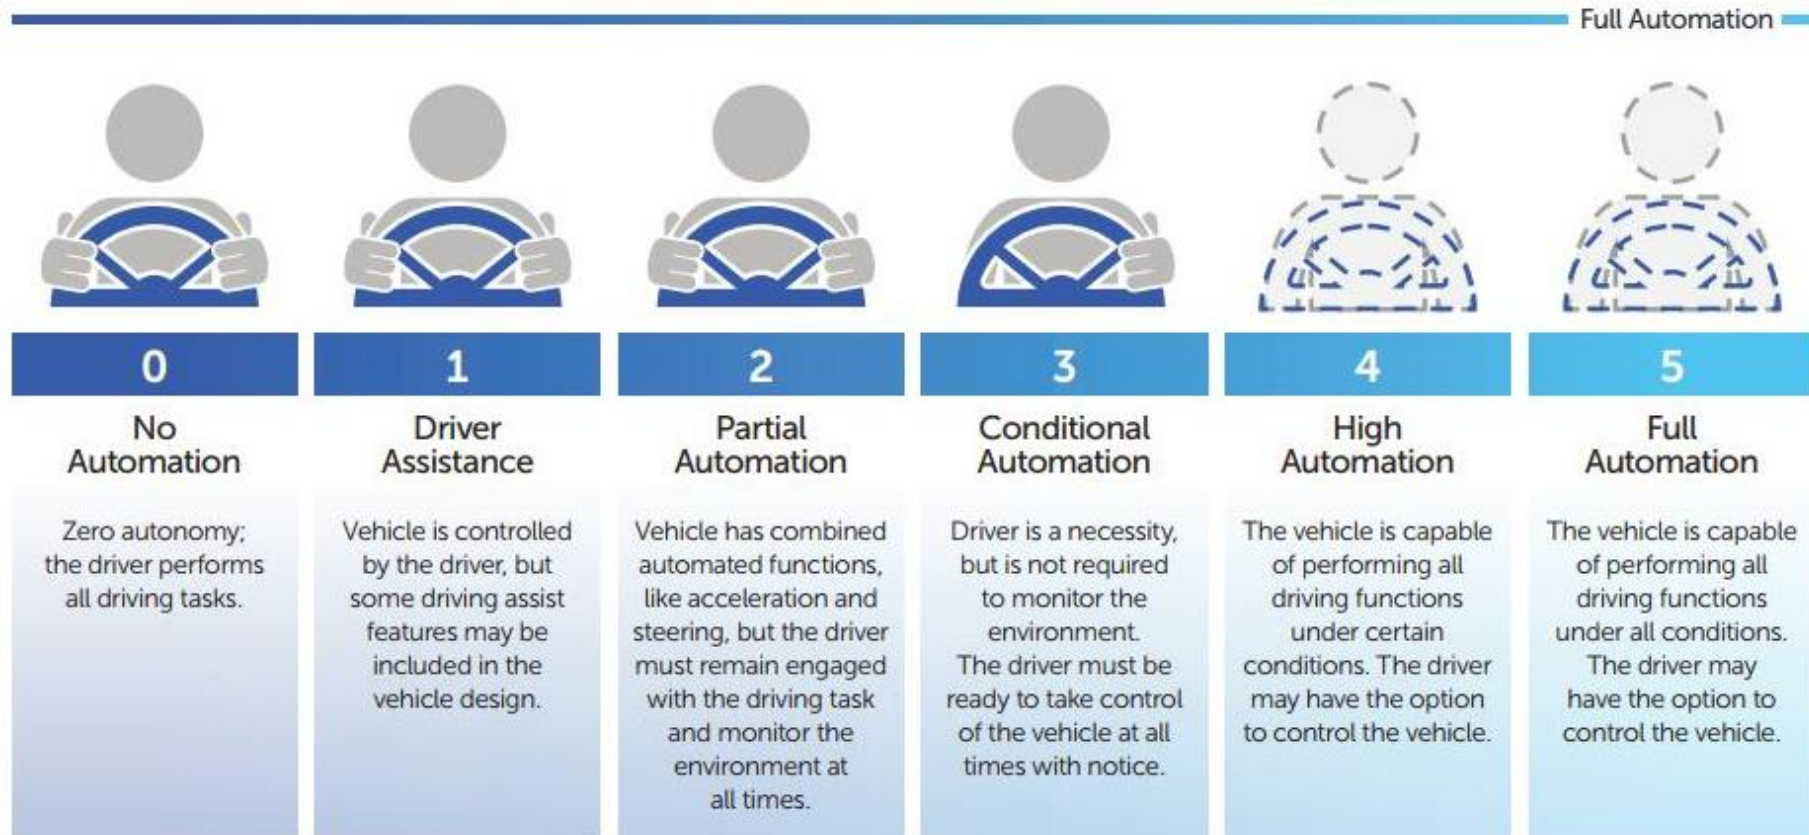 Full Automation
0
No
Automation
Zero autonomy;
the driver performs
all driving tasks.
1
Driver
Assistance
Vehicle is controlled
by the driver, but
some driving assist
features may be
included in the
vehicle design.
2
Partial
Automation
Vehicle has combined
automated functions,
like acceleration and
steering, but the driver
must remain engaged
with the driving task
and monitor the
environment at
all times.
3
Conditional
Automation
Driver is a necessity,
but is not required
to monitor the
environment.
The driver must be
ready to take control
of the vehicle at all
times with notice.
4
High
Automation
The vehicle is capable
of performing all
driving functions
under certain
conditions. The driver
may have the option
to control the vehicle.
5
Full
Automation
The vehicle is capable
of performing all
driving functions
under all conditions.
The driver may
have the option to
control the vehicle.